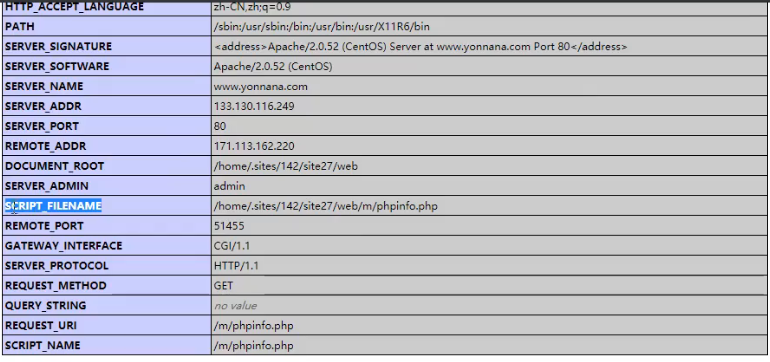 HTTP_ACCEPT_LANGUAGE zh-CN,zh;q=0.9
PATH /sbin:/usr/sbin:/bin:/usr/bin:/usr/X11R6/bin
SERVER_SIGNATURE <address>Apache/2.0.52 (CentOS) Server at www.yonnana.com Port 80</address>
SERVER_SOFTWARE Apache/2.0.52 (CentOS)
SERVER_NAME www.yonnana.com
SERVER_ADDR 133.130.116.249
SERVER_PORT 80
REMOTE_ADDR 171.113.162.220
DOCUMENT_ROOT /home/.sites/142/site27/web
SERVER_ADMIN admin
SCRIPT_FILENAME /home/.sites/142/site27/web/m/phpinfo.php
REMOTE_PORT 51455
GATEWAY_INTERFACE CGI/1.1
SERVER_PROTOCOL HTTP/1.1
REQUEST_METHOD GET
QUERY_STRING no value
REQUEST_URI /m/phpinfo.php
SCRIPT_NAME /m/phpinfo.php